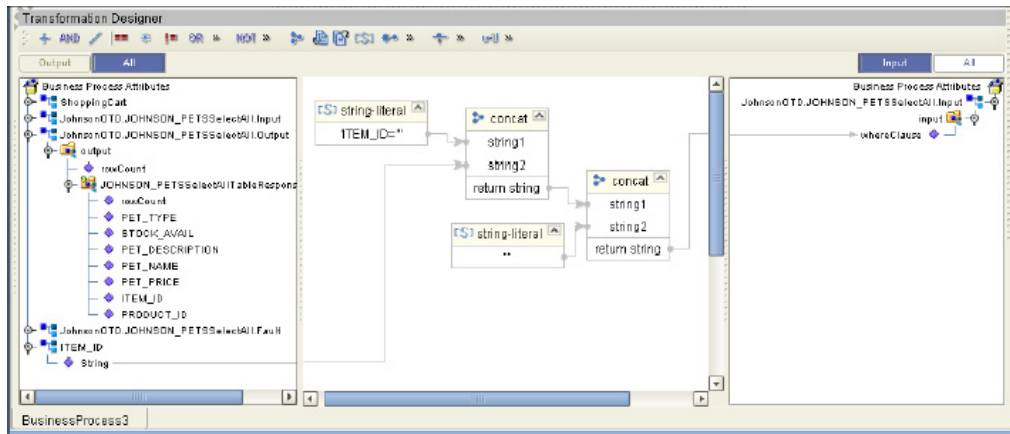 Transformation Designer
AND OR » NOT » » » »
Output All Input All
Business Process Attributes
ShoppingCart
JohnsonOTD.JOHNSON_PETSSelectAll.Input
JohnsonOTD.JOHNSON_PETSSelectAll.Output
output
rowCount
JOHNSON_PETSSelectAllTableRespons
rowCount
PET_TYPE
STOCK_AVAIL
PET_DESCRIPTION
PET_NAME
PET_PRICE
ITEM_ID
PRODUCT_ID
JohnsonOTD.JOHNSON_PETSSelectAll.Fault
ITEM_ID
String
string-literal
ITEM_ID="
concat
string1
string2
return string
string-literal
"
concat
string1
string2
return string
Business Process Attributes
JohnsonOTD.JOHNSON_PETSSelectAll.Input
input
whereClause
BusinessProcess3